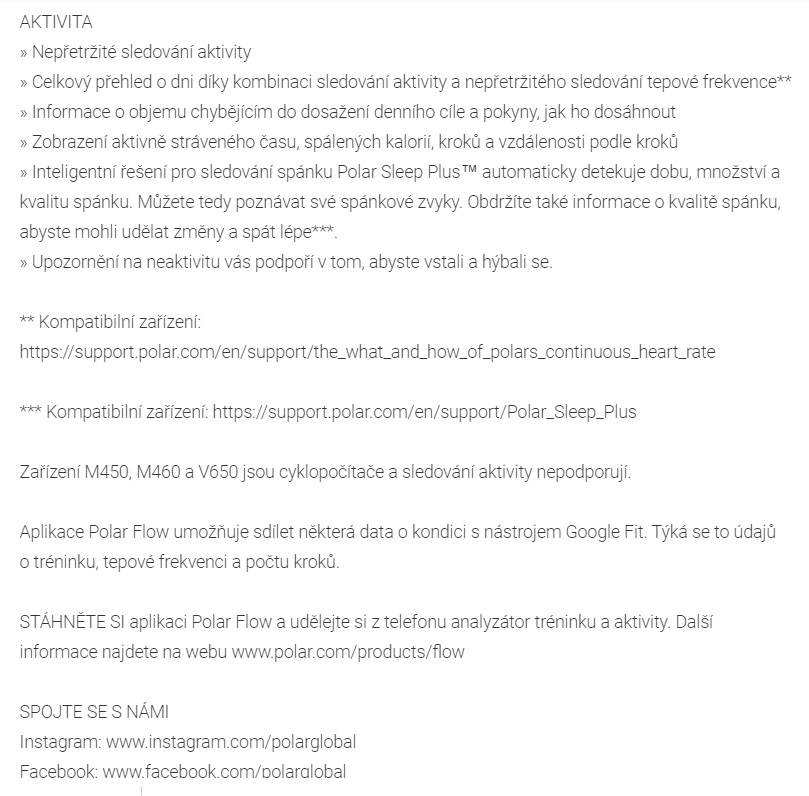 AKTIVITA
» Nepřetržité sledování aktivity
» Celkový přehled o dni díky kombinaci sledování aktivity a nepřetržitého sledování tepové frekvence**
» Informace o objemu chybějícím do dosažení denního cíle a pokyny, jak ho dosáhnout
» Zobrazení aktivně stráveného času, spálených kalorií, kroků a vzdálenosti podle kroků
» Inteligentní řešení pro sledování spánku Polar Sleep Plus™ automaticky detekuje dobu, množství a
kvalitu spánku. Můžete tedy poznávat své spánkové zvyky. Obdržíte také informace o kvalitě spánku,
abyste mohli udělat změny a spát lépe***.
» Upozornění na neaktivitu vás podpoří v tom, abyste vstali a hýbali se.
** Kompatibilní zařízení:
https://support.polar.com/en/support/the_what_and_how_of_polars_continuous_heart_rate
*** Kompatibilní zařízení: https://support.polar.com/en/support/Polar_Sleep_Plus
Zařízení M450, M460 a V650 jsou cyklopočítače a sledování aktivity nepodporují.
Aplikace Polar Flow umožňuje sdílet některá data o kondici s nástrojem Google Fit. Týká se to údajů
o tréninku, tepové frekvenci a počtu kroků.
STÁHNĚTE SI aplikaci Polar Flow a udělejte si z telefonu analyzátor tréninku a aktivity. Další
informace najdete na webu www.polar.com/products/flow
SPOJTE SE S NÁMI
Instagram: www.instagram.com/polarglobal
Facebook: www.facebook.com/polarglobal